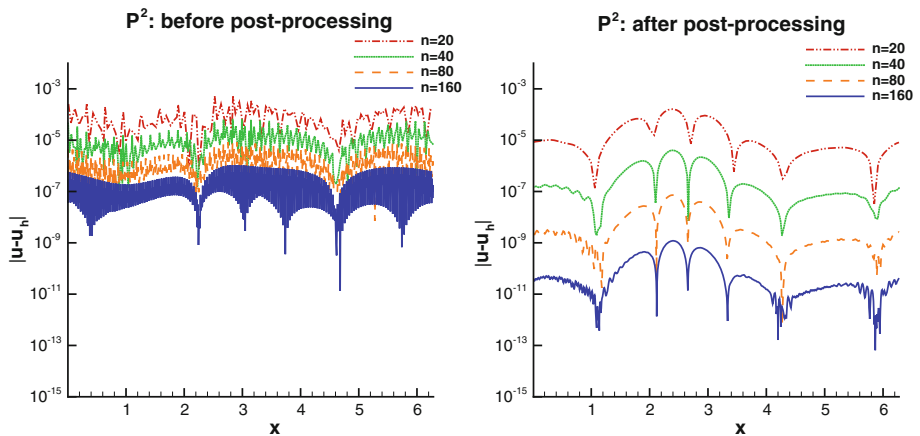 P²: before post-processing
n=20
n=40
n=80
n=160
10⁻³
10⁻⁵
10⁻⁷
10⁻⁹
10⁻¹¹
10⁻¹³
10⁻¹⁵
|u-uₕ|
1 2 3 4 5 6
x
P²: after post-processing
n=20
n=40
n=80
n=160
10⁻³
10⁻⁵
10⁻⁷
10⁻⁹
10⁻¹¹
10⁻¹³
10⁻¹⁵
|u-uₕ|
1 2 3 4 5 6
x